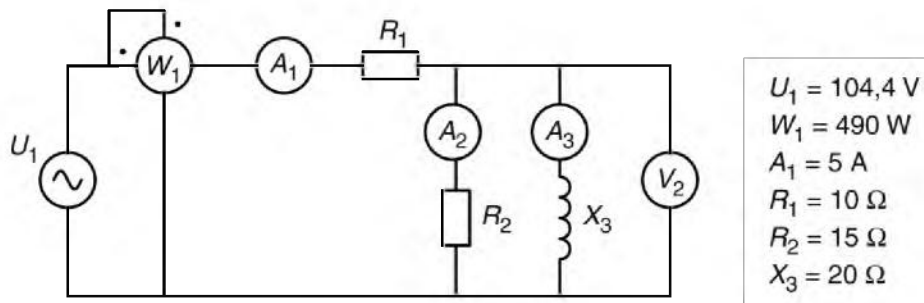 W₁
A₁
R₁
U₁
A₂
A₃
V₂
R₂
X₃
U₁ = 104,4 V
W₁ = 490 W
A₁ = 5 A
R₁ = 10 Ω
R₂ = 15 Ω
X₃ = 20 Ω